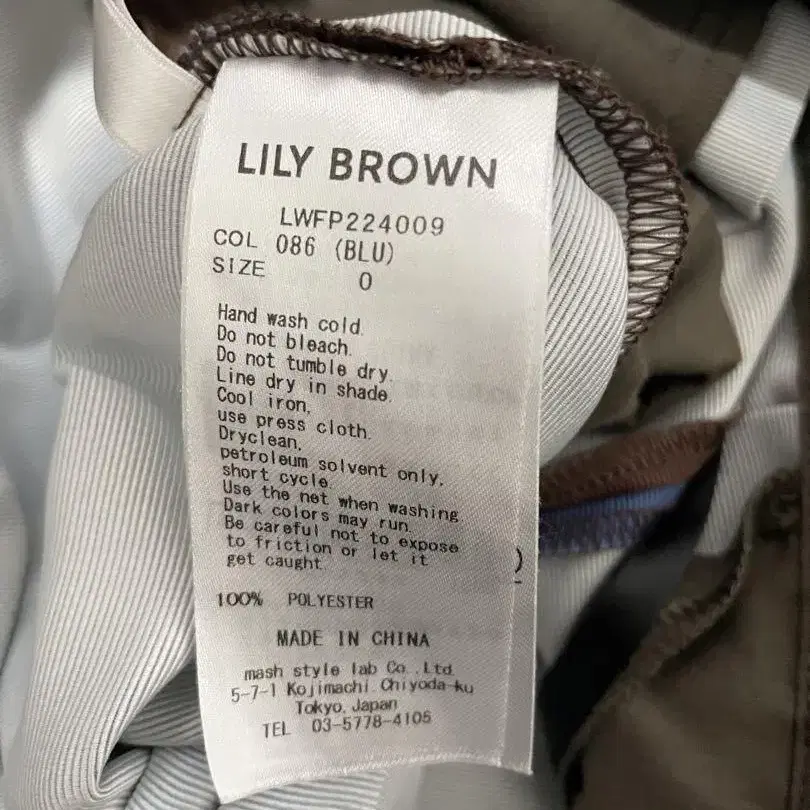 LILY BROWN
LWFP224009
COL 086 (BLU)
SIZE 0
Hand wash cold.
Do not bleach.
Do not tumble dry.
Line dry in shade.
Cool iron,
use press cloth.
Dryclean,
petroleum solvent only,
short cycle.
Use the net when washing.
Dark colors may run.
Be careful not to expose
to friction or let it
get caught.
100% POLYESTER
MADE IN CHINA
mash style lab Co.,Ltd.
5-7-1 Kojimachi Chiyoda-ku
Tokyo, Japan
TEL 03-5778-4105